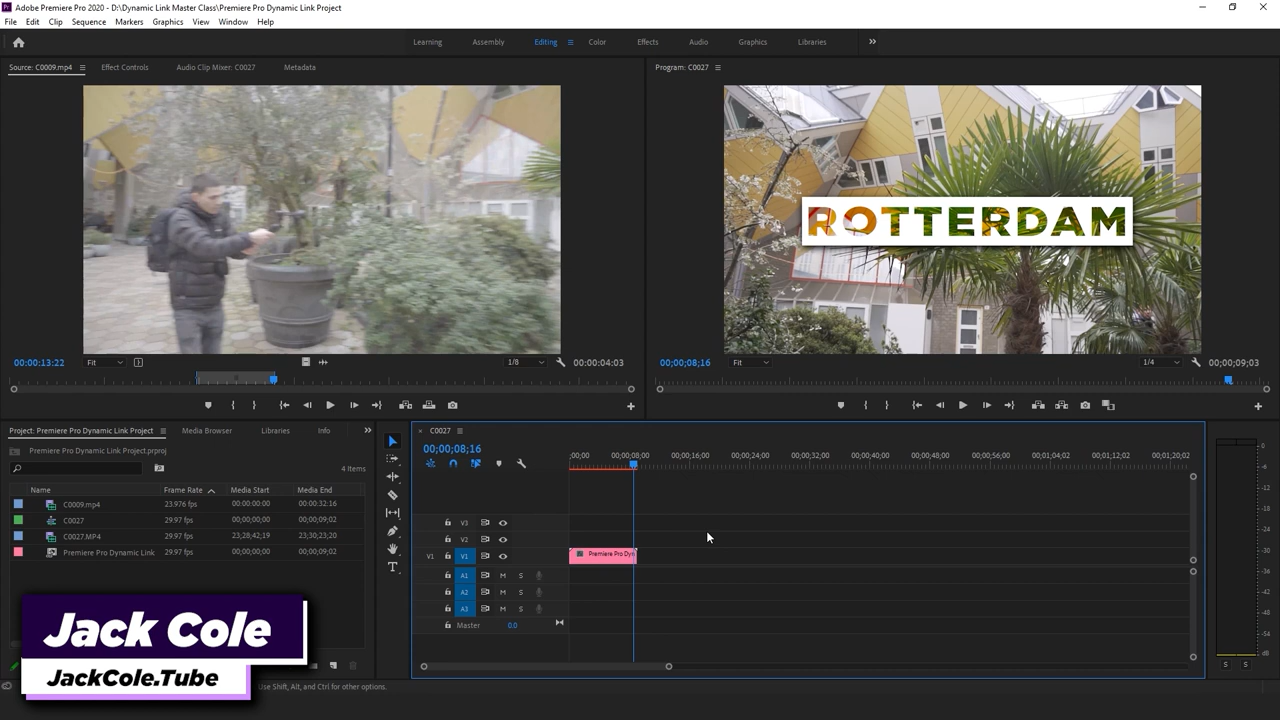 Adobe Premiere Pro 2020 - D:\Dynamic Link Master Class\Premiere Pro Dynamic Link Project
File Edit Clip Sequence Markers Graphics View Window Help
Learning Assembly Editing Color Effects Audio Graphics Libraries
Source: C0009.mp4 Effect Controls Audio Clip Mixer: C0027 Metadata
Program: C0027
ROTTERDAM
00:00:13:22 Fit 1/8 00:00:04:03
00;00;08;16 Fit 1/4 00;00;09;03
Project: Premiere Pro Dynamic Link Project Media Browser Libraries Info
Premiere Pro Dynamic Link Project.prproj
4 Items
Name Frame Rate Media Start Media End
C0009.mp4 23.976 fps 00:00:00:00 00:00:32:16
C0027 29.97 fps 00;00;00;00 00;00;09;02
C0027.MP4 29.97 fps 23;28;42;19 23;30;23;20
Premiere Pro Dynamic Link 29.97 fps 00;00;00;00 00;00;09;02
C0027
00;00;08;16
;00;00 00;00;08;00 00;00;16;00 00;00;24;00 00;00;32;00 00;00;40;00 00;00;48;00 00;00;56;00 00;01;04;02 00;01;12;02 00;01;20;02
V3
V2
V1 V1 Premiere Pro Dyn
A1 M S
A2 M S
A3 M S
Master 0.0
-54
dB
S S
Jack Cole
JackCole.Tube
Use Shift, Alt, and Ctrl for other options.